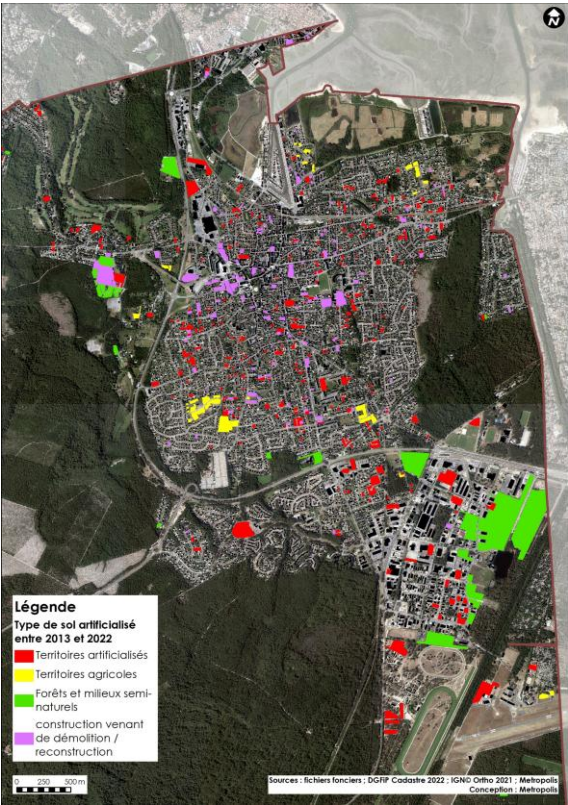 N
Légende
Type de sol artificialisé
entre 2013 et 2022
Territoires artificialisés
Territoires agricoles
Forêts et milieux semi-
naturels
construction venant
de démolition /
reconstruction
0 250 500 m
Sources : fichiers fonciers ; DGFiP Cadastre 2022 ; IGN© Ortho 2021 ; Metropolis
Conception : Metropolis